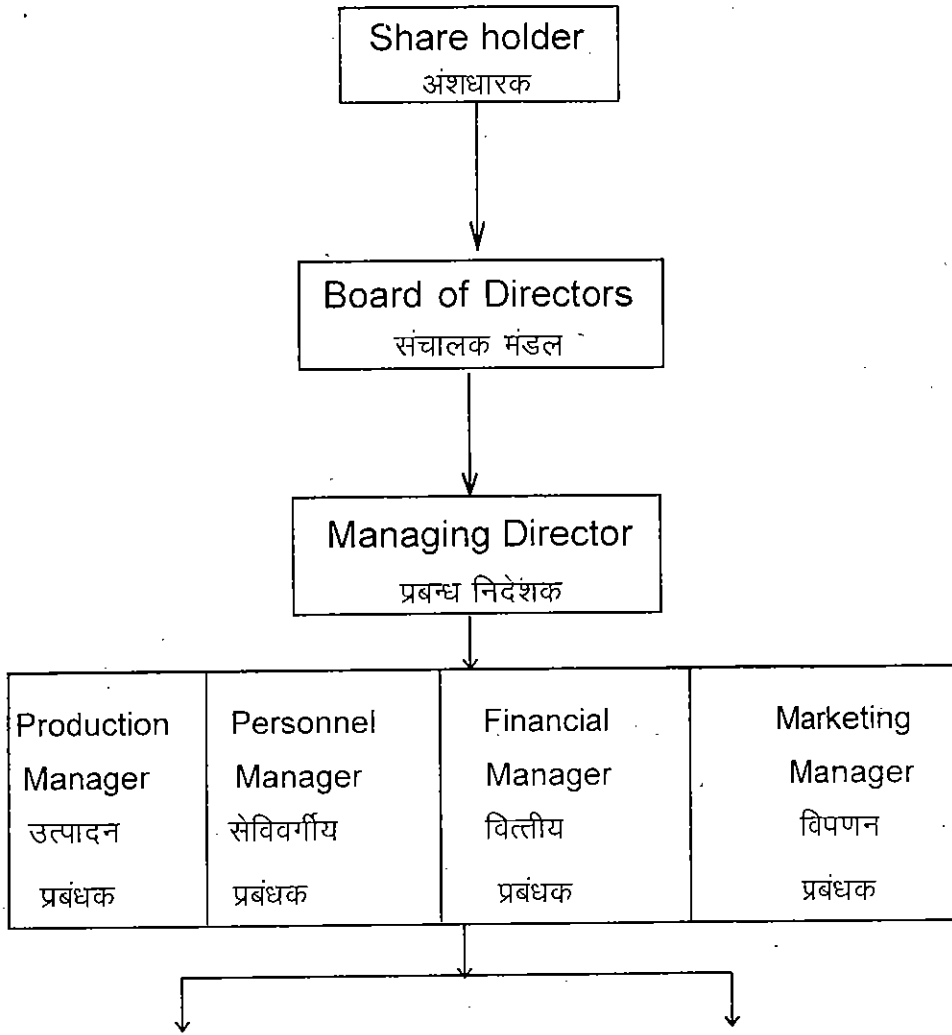 Share holder
अंशधारक
Board of Directors
संचालक मंडल
Managing Director
प्रबन्ध निदेंशक
Production
Manager
उत्पादन
प्रबंधक
Personnel
Manager
सेविवर्गीय
प्रबंधक
Financial
Manager
वित्तीय
प्रबंधक
Marketing
Manager
विपणन
प्रबंधक